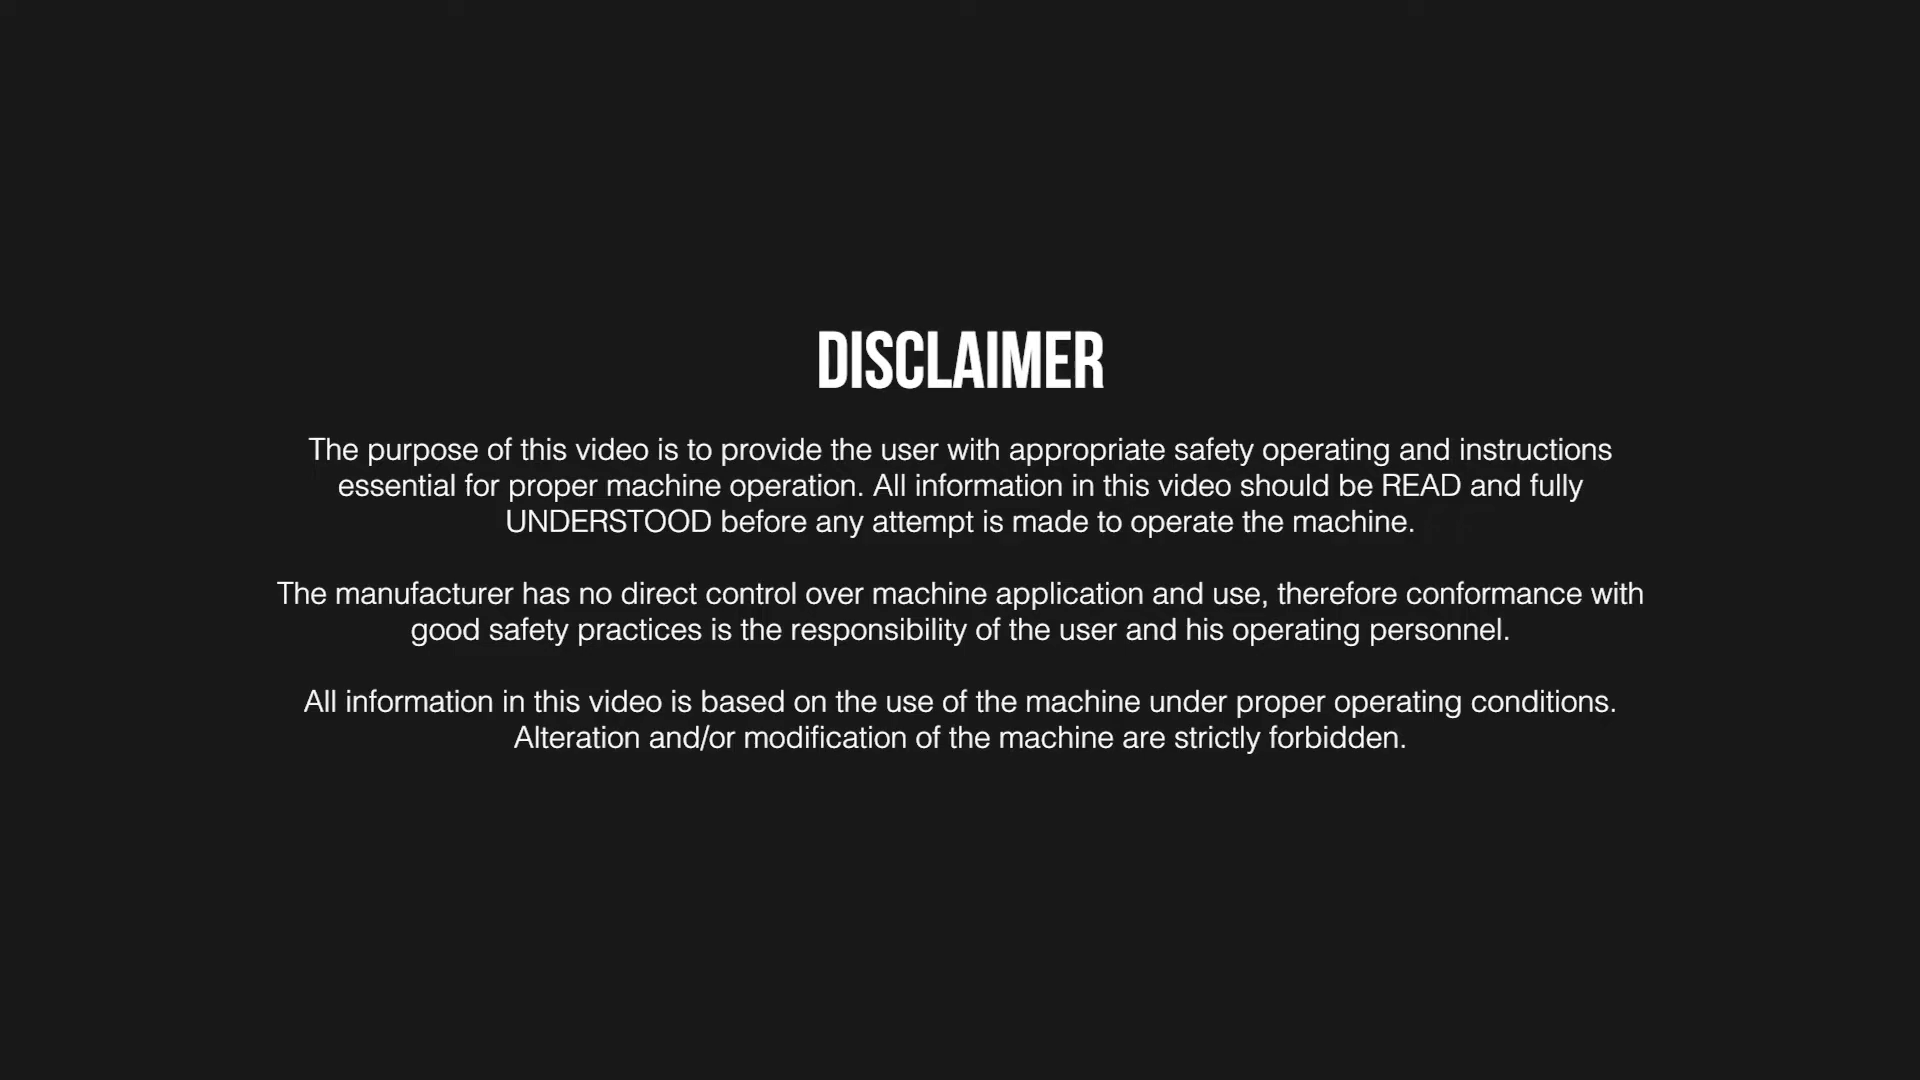 DISCLAIMER
The purpose of this video is to provide the user with appropriate safety operating and instructions
essential for proper machine operation. All information in this video should be READ and fully
UNDERSTOOD before any attempt is made to operate the machine.
The manufacturer has no direct control over machine application and use, therefore conformance with
good safety practices is the responsibility of the user and his operating personnel.
All information in this video is based on the use of the machine under proper operating conditions.
Alteration and/or modification of the machine are strictly forbidden.